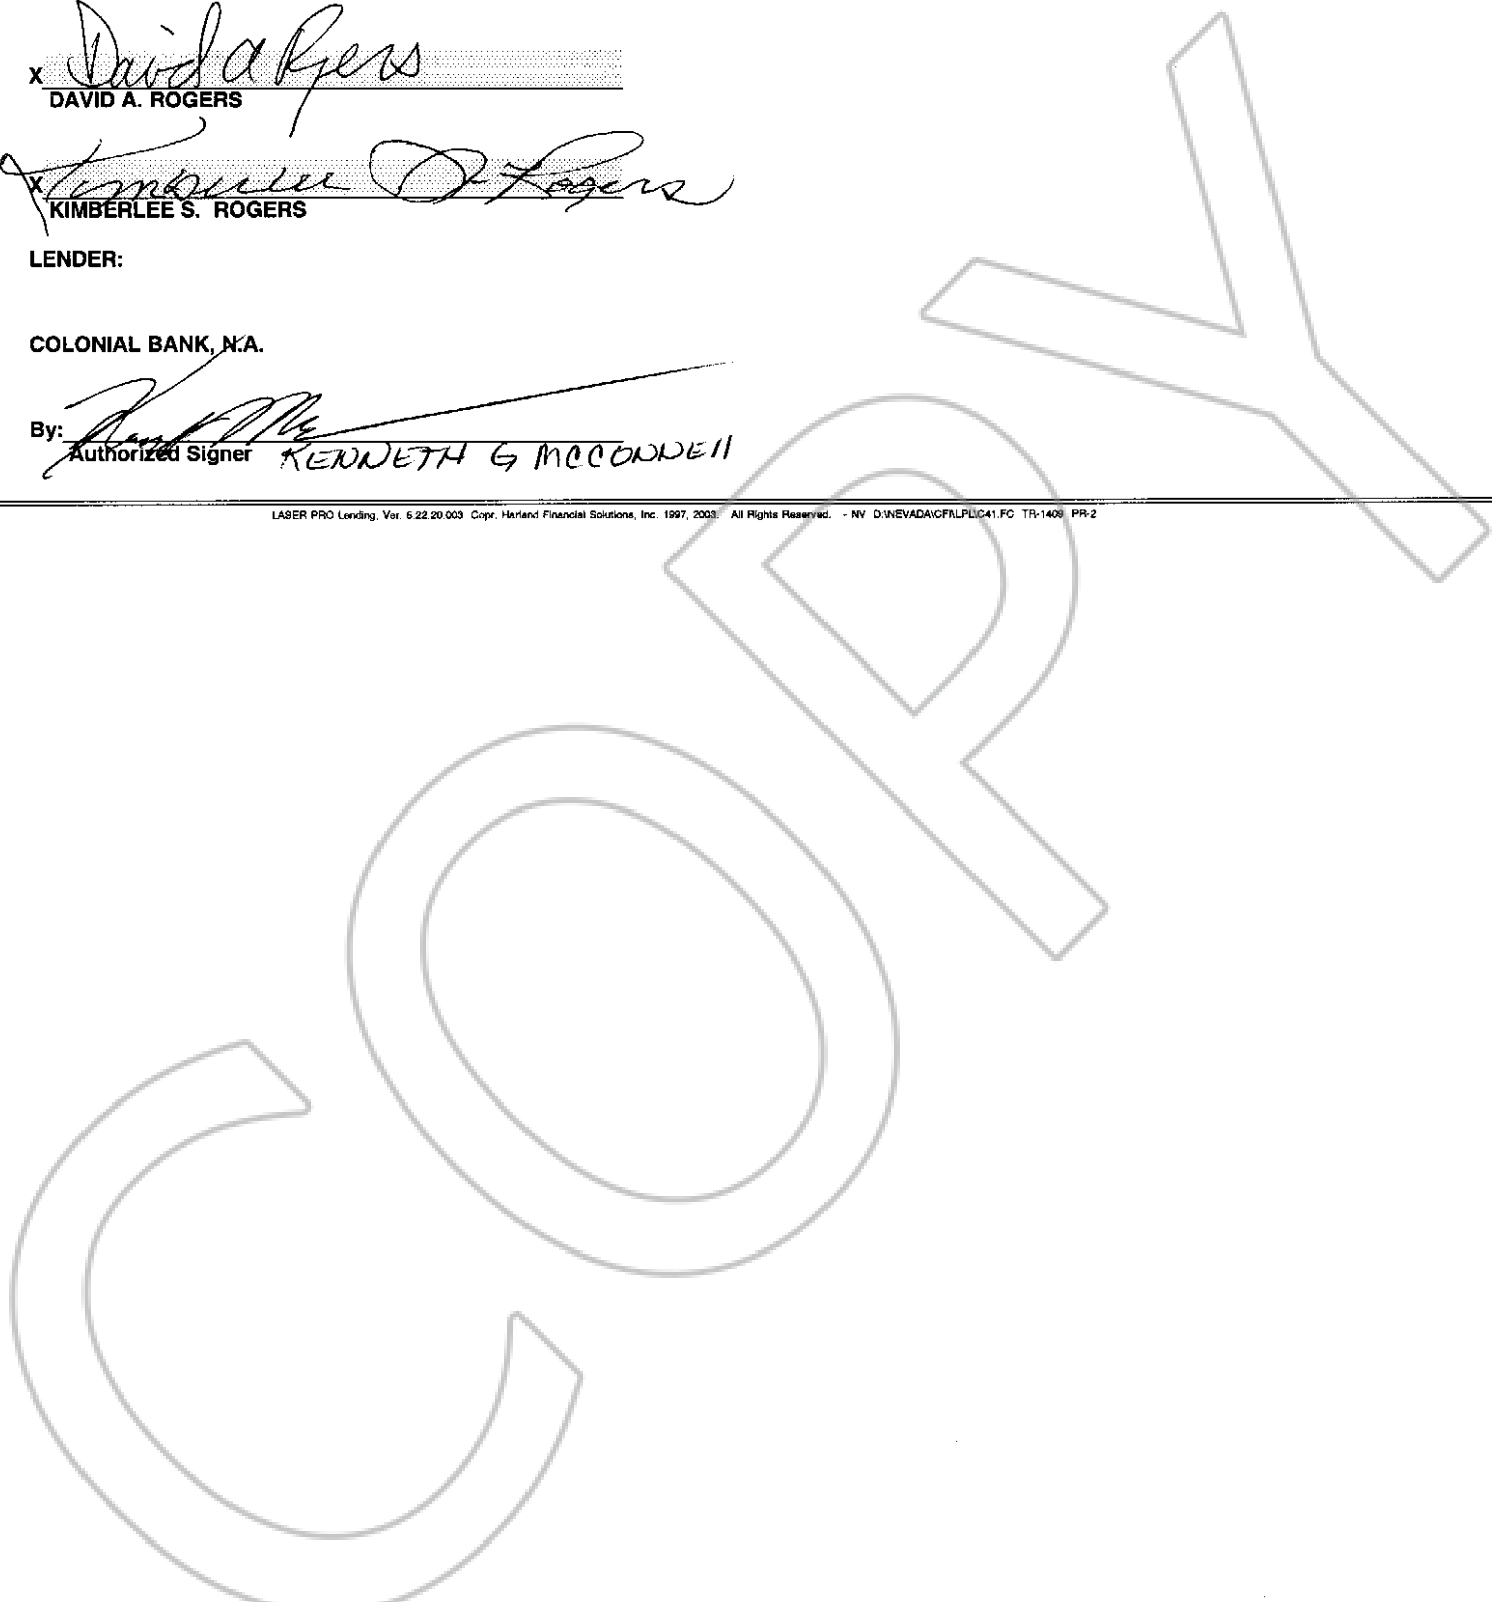 X David A Rogers
DAVID A. ROGERS
X Kimberlee S Rogers
KIMBERLEE S. ROGERS
LENDER:
COLONIAL BANK, N.A.
By:
Authorized Signer KENNETH G MCCONNEll
LASER PRO Lending, Ver. 5.22.20.003 Copr. Harland Financial Solutions, Inc. 1997, 2003. All Rights Reserved. - NV D:\NEVADA\CFI\LPL\C41.FC TR-1409 PR-2
COPY